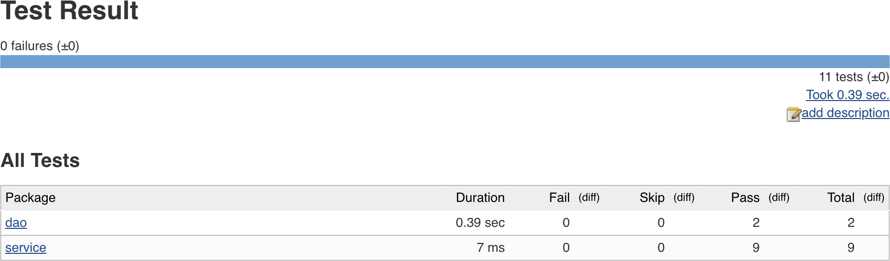 Test Result
0 failures (±0)
11 tests (±0)
Took 0.39 sec.
add description
All Tests
Package Duration Fail (diff) Skip (diff) Pass (diff) Total (diff)
dao 0.39 sec 0 0 2 2
service 7 ms 0 0 9 9